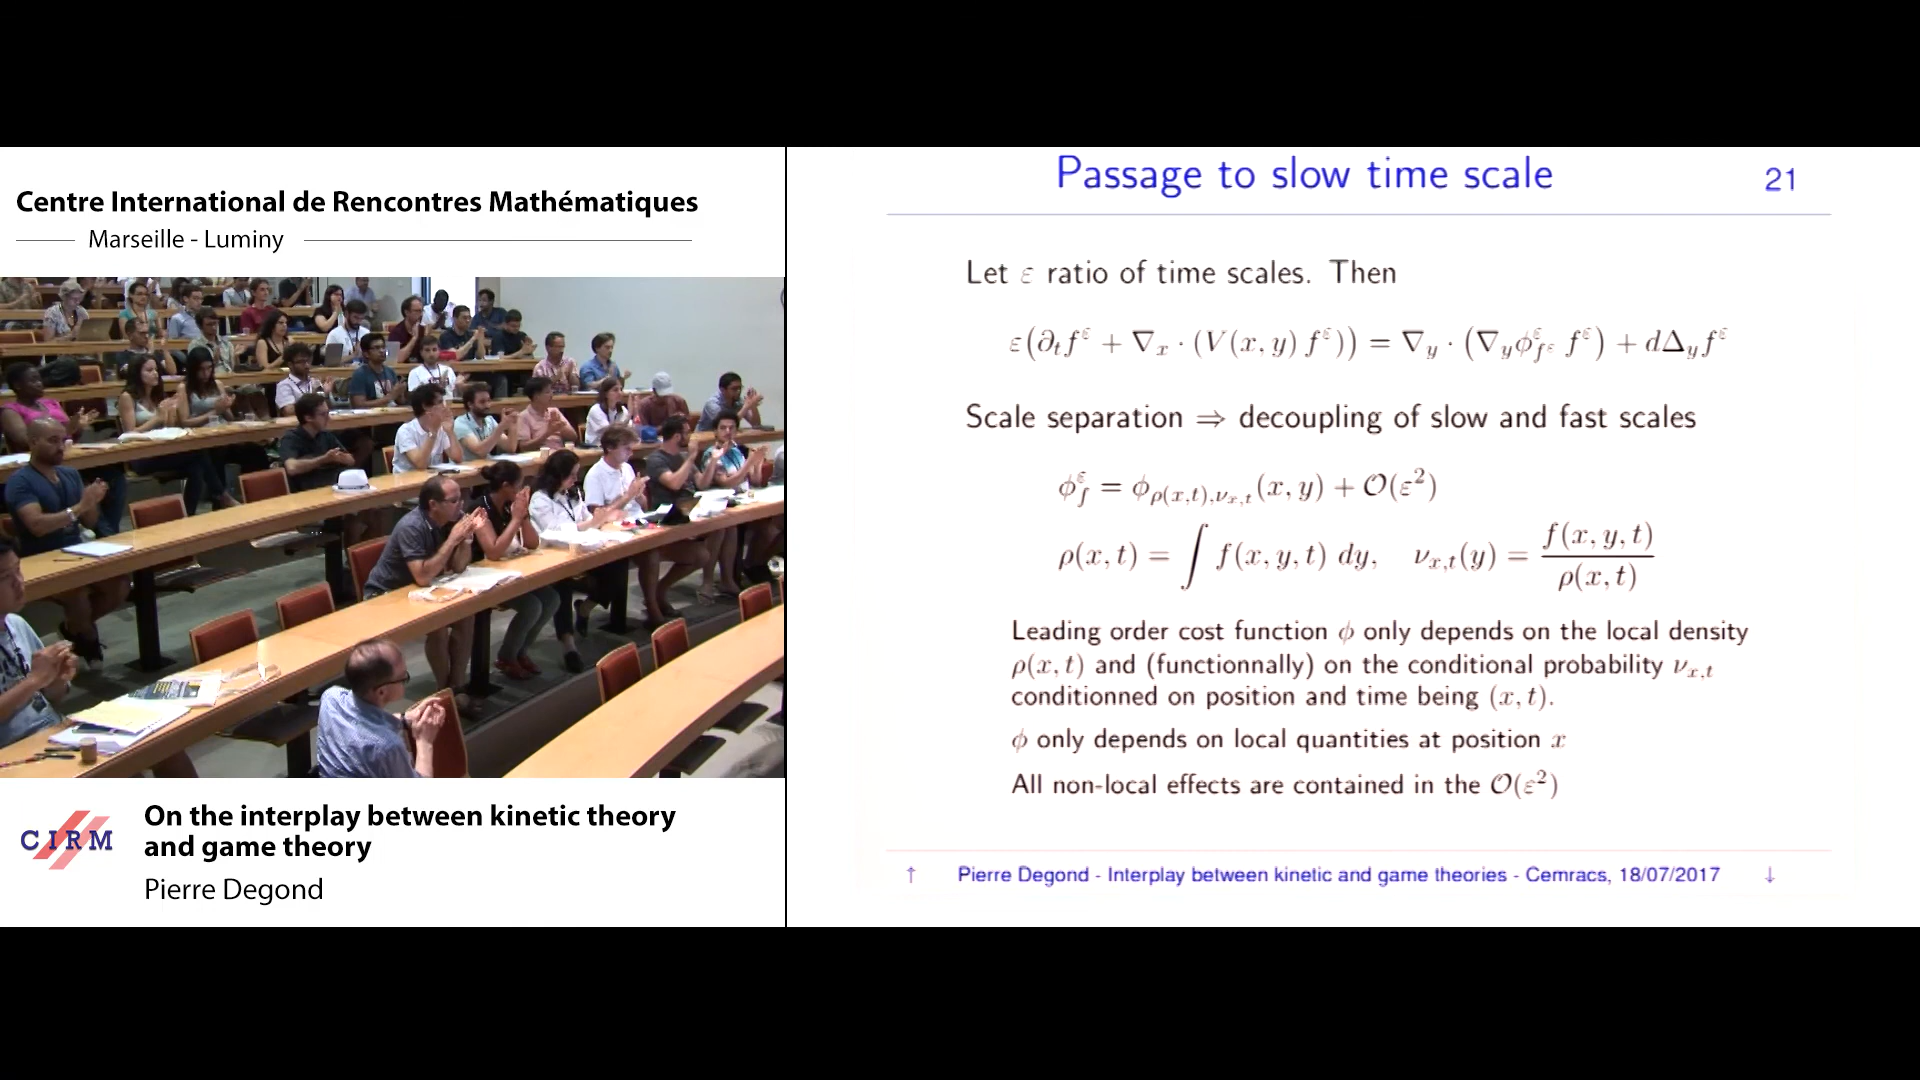 Centre International de Rencontres Mathématiques
Marseille - Luminy
CIRM
On the interplay between kinetic theory
and game theory
Pierre Degond
Passage to slow time scale 21
Let ε ratio of time scales. Then
ε(∂_t f^ε + ∇_x · (V(x, y) f^ε)) = ∇_y · (∇_y ϕ^ε_{f^ε} f^ε) + dΔ_y f^ε
Scale separation ⇒ decoupling of slow and fast scales
ϕ^ε_f = ϕ_{ρ(x,t),ν_{x,t}}(x, y) + O(ε²)
ρ(x, t) = ∫ f(x, y, t) dy, ν_{x,t}(y) = f(x, y, t) / ρ(x, t)
Leading order cost function ϕ only depends on the local density
ρ(x, t) and (functionnally) on the conditional probability ν_{x,t}
conditionned on position and time being (x, t).
ϕ only depends on local quantities at position x
All non-local effects are contained in the O(ε²)
↑ Pierre Degond - Interplay between kinetic and game theories - Cemracs, 18/07/2017 ↓